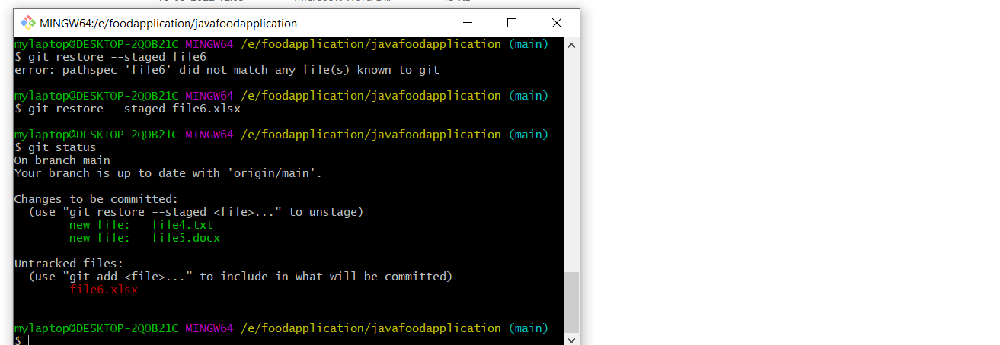 MINGW64:/e/foodapplication/javafoodapplication
mylaptop@DESKTOP-2QOB21C MINGW64 /e/foodapplication/javafoodapplication (main)
$ git restore --staged file6
error: pathspec 'file6' did not match any file(s) known to git
mylaptop@DESKTOP-2QOB21C MINGW64 /e/foodapplication/javafoodapplication (main)
$ git restore --staged file6.xlsx
mylaptop@DESKTOP-2QOB21C MINGW64 /e/foodapplication/javafoodapplication (main)
$ git status
On branch main
Your branch is up to date with 'origin/main'.
Changes to be committed:
(use "git restore --staged <file>..." to unstage)
new file: file4.txt
new file: file5.docx
Untracked files:
(use "git add <file>..." to include in what will be committed)
file6.xlsx
mylaptop@DESKTOP-2QOB21C MINGW64 /e/foodapplication/javafoodapplication (main)
$